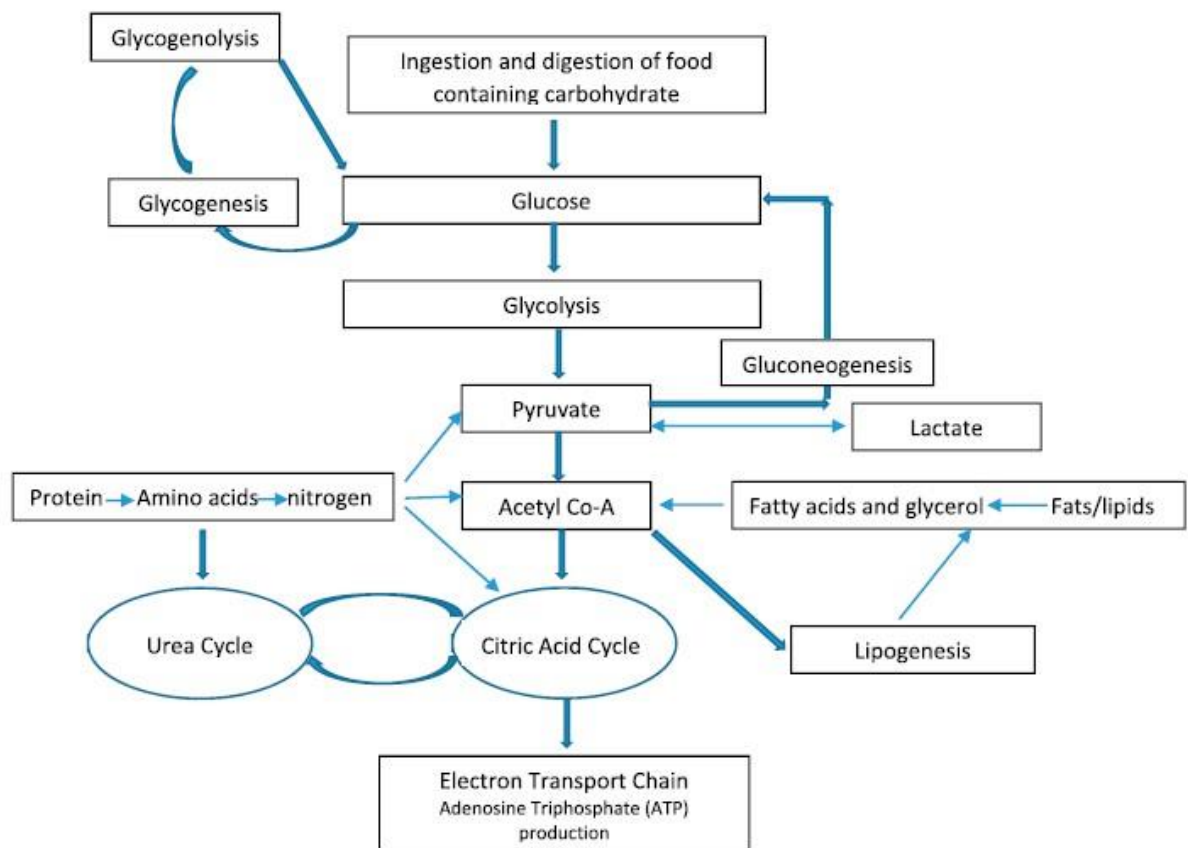 Glycogenolysis
Ingestion and digestion of food
containing carbohydrate
Glycogenesis
Glucose
Glycolysis
Gluconeogenesis
Pyruvate
Lactate
Protein Amino acids nitrogen
Acetyl Co-A
Fatty acids and glycerol Fats/lipids
Urea Cycle
Citric Acid Cycle
Lipogenesis
Electron Transport Chain
Adenosine Triphosphate (ATP)
production